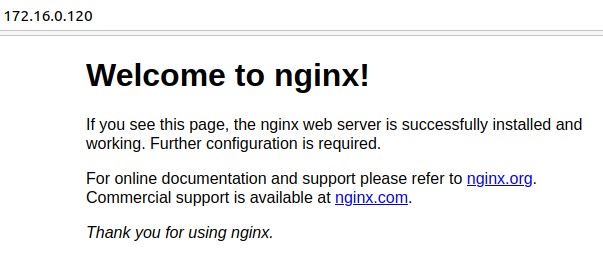 172.16.0.120
Welcome to nginx!
If you see this page, the nginx web server is successfully installed and
working. Further configuration is required.
For online documentation and support please refer to nginx.org.
Commercial support is available at nginx.com.
Thank you for using nginx.